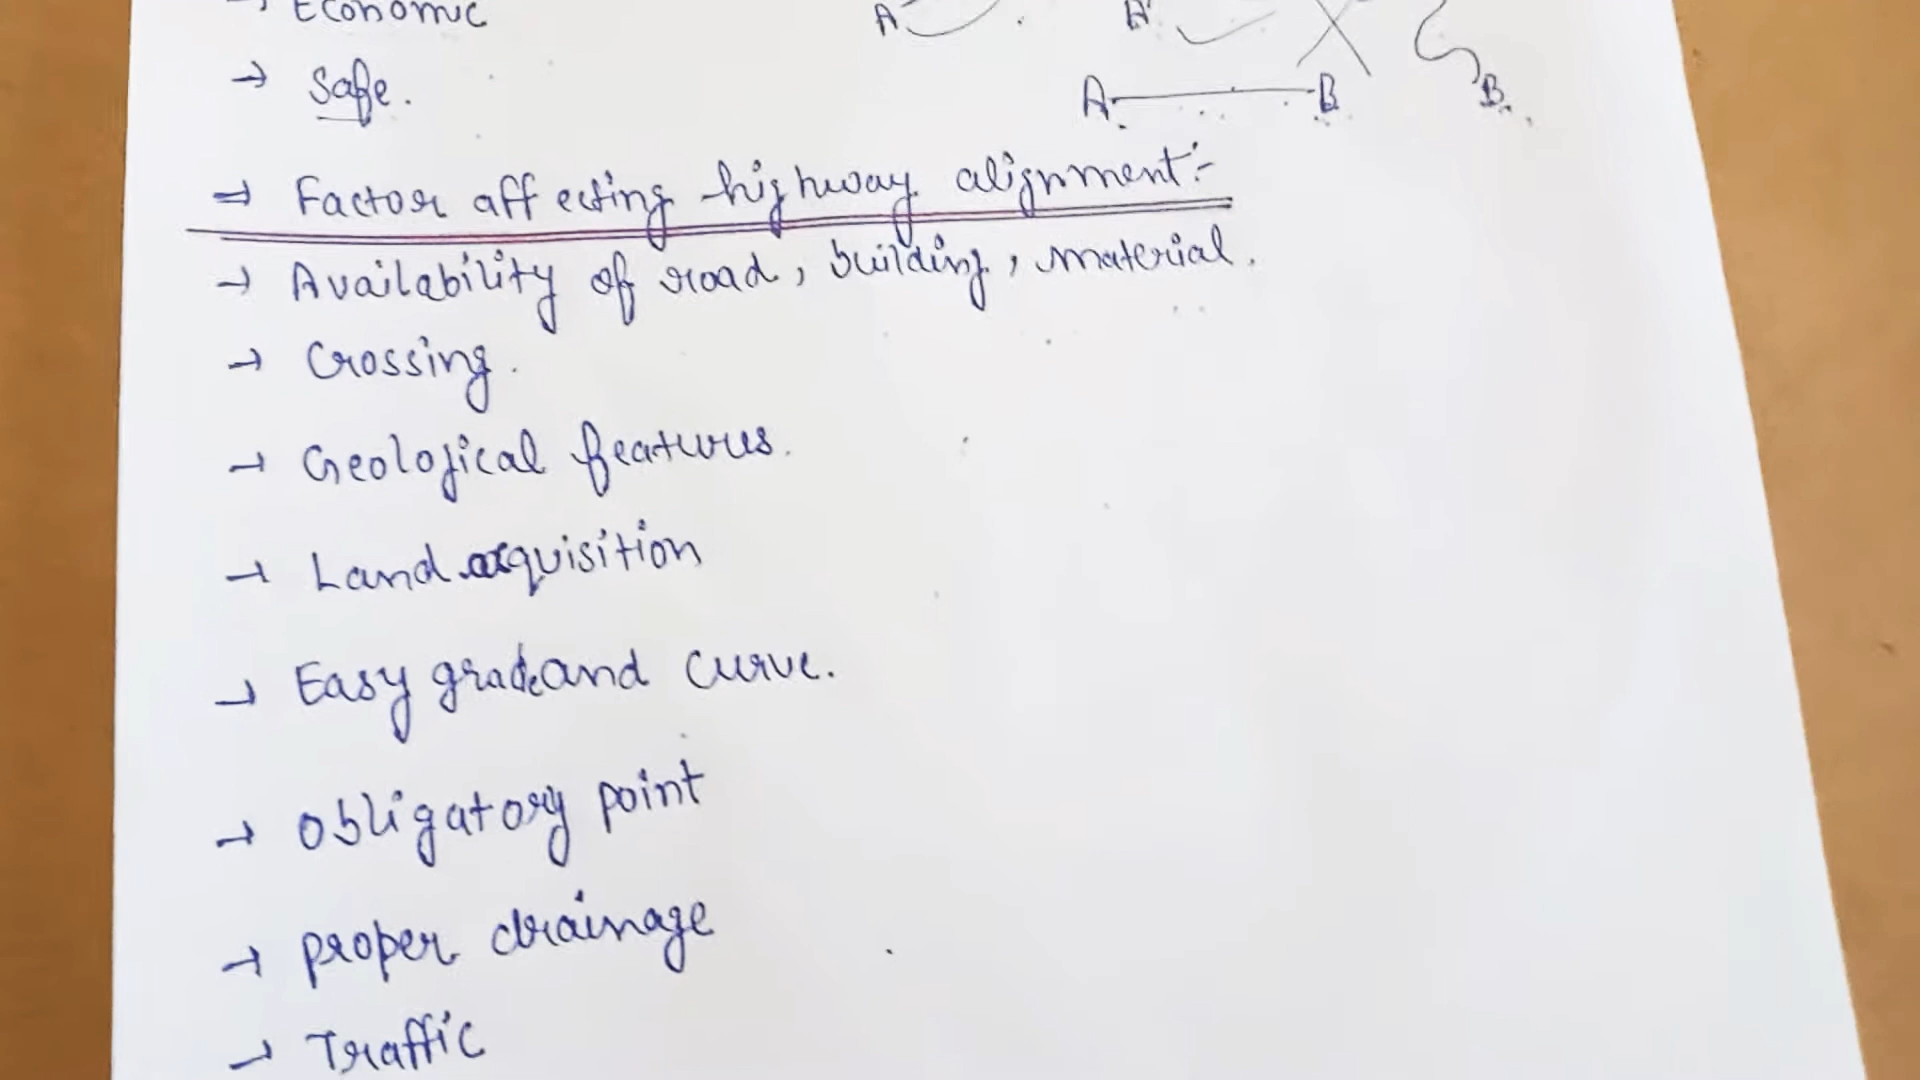 → Economic
A A
→ Safe.
A B B.
⇒ Factor affecting highway alignment:-
→ Availability of road, building, material.
→ Crossing.
→ Geological features.
→ Land acquisition
→ Easy grade and curve.
→ obligatory point
→ proper drainage
→ Traffic